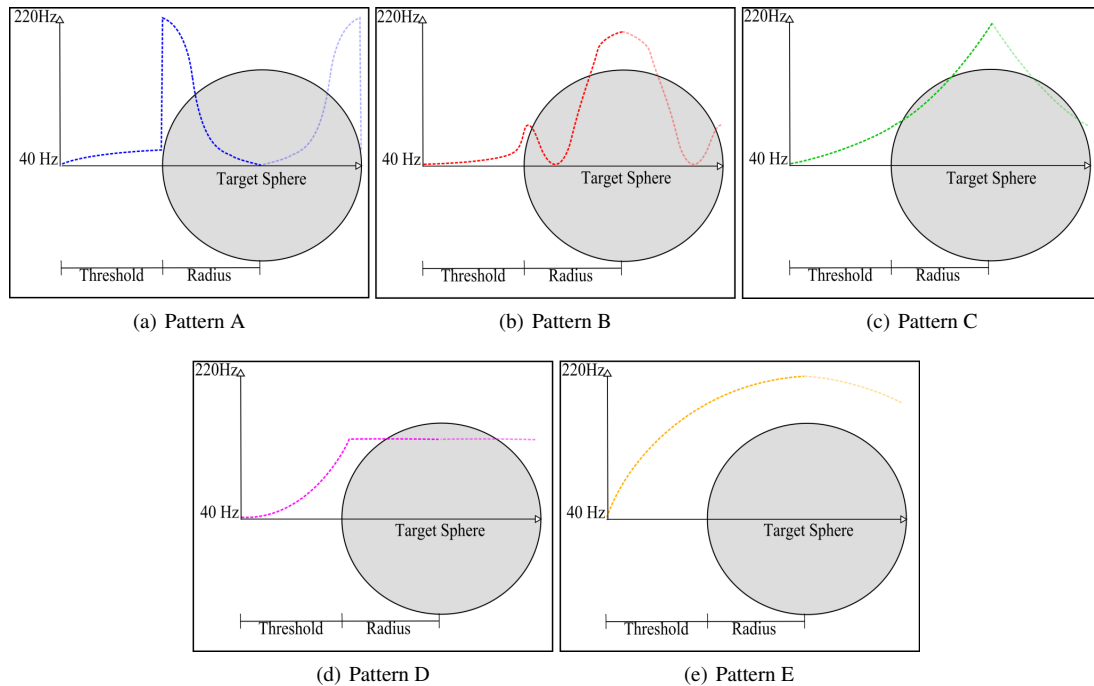 220Hz
40 Hz
Target Sphere
Threshold
Radius
(a) Pattern A
220Hz
40 Hz
Target Sphere
Threshold
Radius
(b) Pattern B
220Hz
40 Hz
Target Sphere
Threshold
Radius
(c) Pattern C
220Hz
40 Hz
Target Sphere
Threshold
Radius
(d) Pattern D
220Hz
40 Hz
Target Sphere
Threshold
Radius
(e) Pattern E